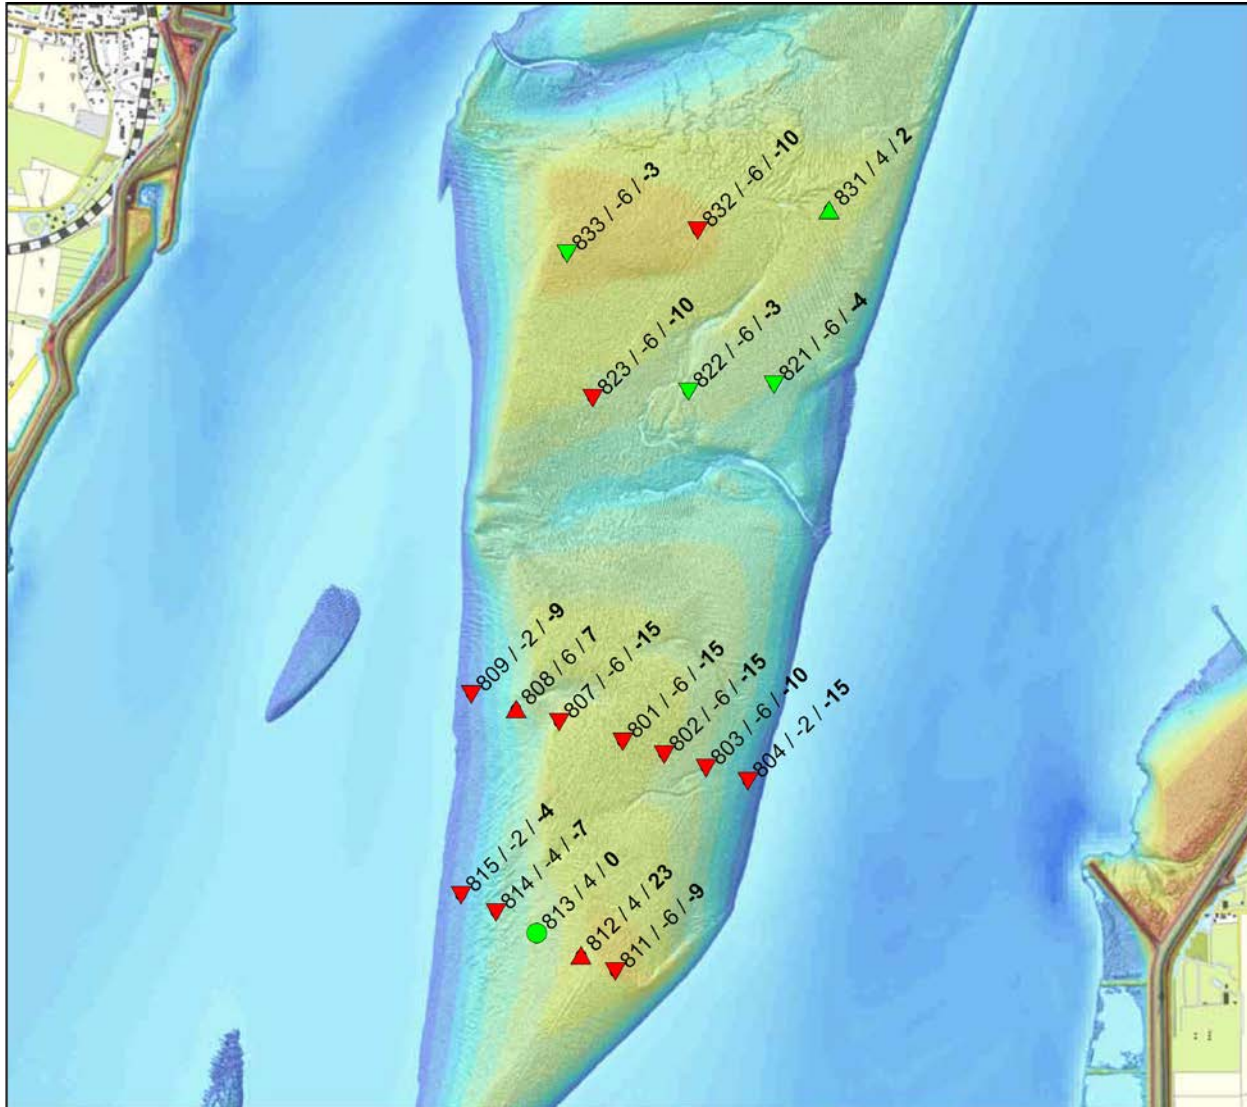 831 / 4 / 2
832 / -6 / -10
833 / -6 / -3
821 / -6 / -4
822 / -6 / -3
823 / -6 / -10
809 / -2 / -9
808 / 6 / 7
807 / -6 / -15
801 / -6 / -15
802 / -6 / -15
803 / -6 / -10
804 / -2 / -15
815 / -2 / -4
814 / -4 / -7
813 / 4 / 0
812 / 4 / 23
811 / -6 / -9